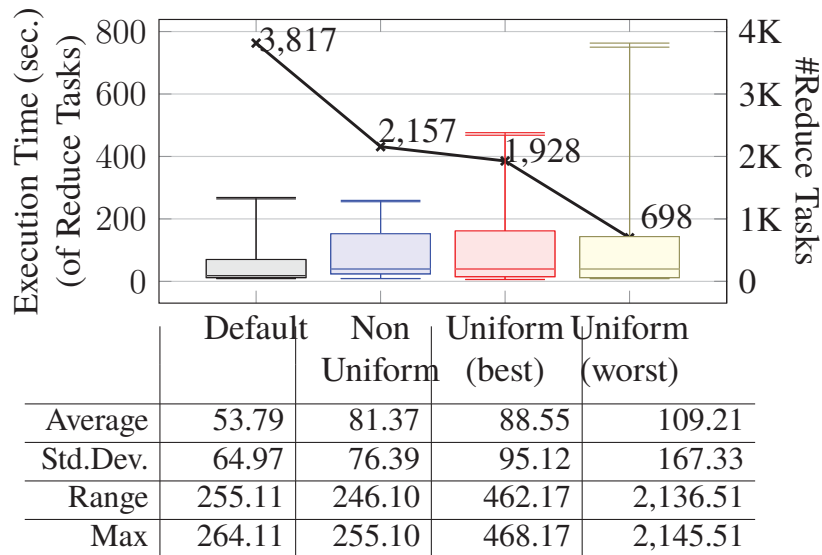 Execution Time (sec.)
(of Reduce Tasks)
800
600
400
200
0
3,817
2,157
1,928
698
4K
3K
2K
1K
0
#Reduce Tasks
Default Non Uniform Uniform
Uniform (best) (worst)
Average 53.79 81.37 88.55 109.21
Std.Dev. 64.97 76.39 95.12 167.33
Range 255.11 246.10 462.17 2,136.51
Max 264.11 255.10 468.17 2,145.51